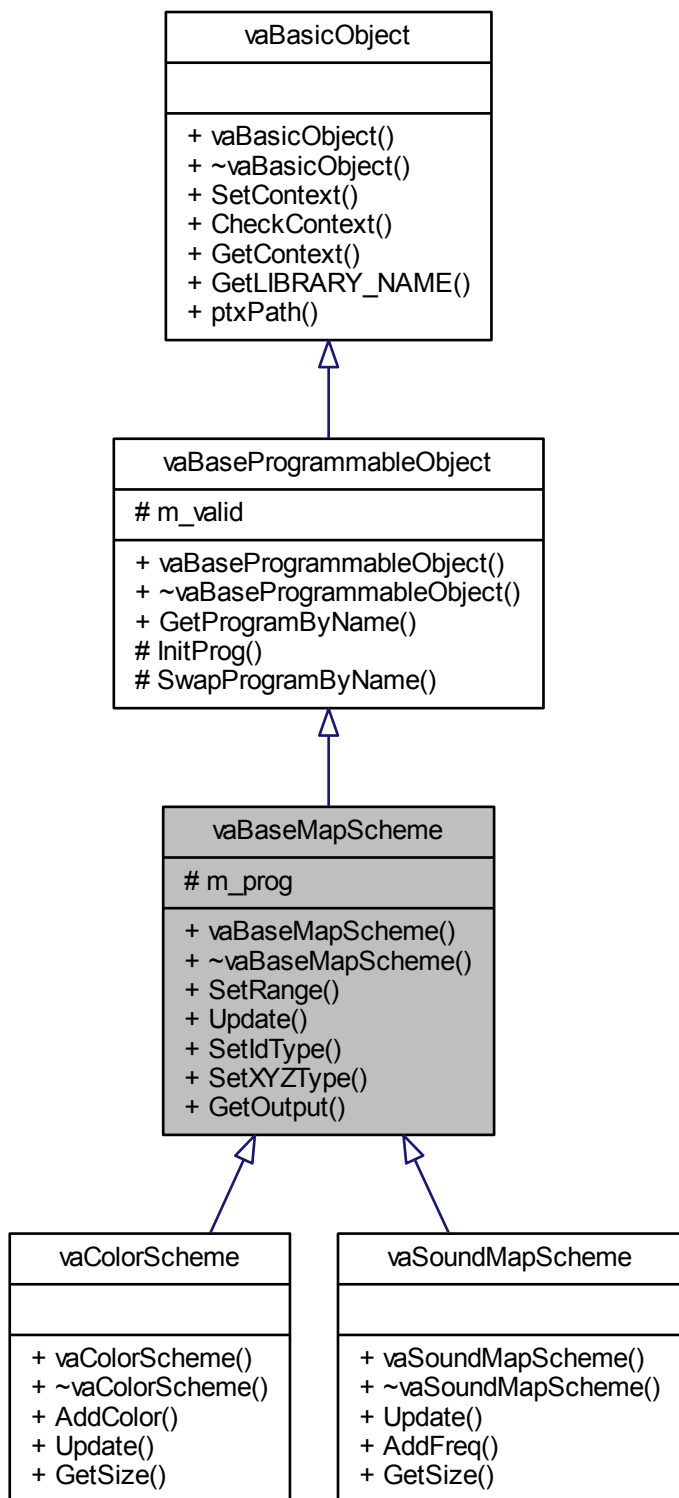 vaBasicObject
+ vaBasicObject()
+ ~vaBasicObject()
+ SetContext()
+ CheckContext()
+ GetContext()
+ GetLIBRARY_NAME()
+ ptxPath()
vaBaseProgrammableObject
# m_valid
+ vaBaseProgrammableObject()
+ ~vaBaseProgrammableObject()
+ GetProgramByName()
# InitProg()
# SwapProgramByName()
vaBaseMapScheme
# m_prog
+ vaBaseMapScheme()
+ ~vaBaseMapScheme()
+ SetRange()
+ Update()
+ SetIdType()
+ SetXYZType()
+ GetOutput()
vaColorScheme
+ vaColorScheme()
+ ~vaColorScheme()
+ AddColor()
+ Update()
+ GetSize()
vaSoundMapScheme
+ vaSoundMapScheme()
+ ~vaSoundMapScheme()
+ Update()
+ AddFreq()
+ GetSize()